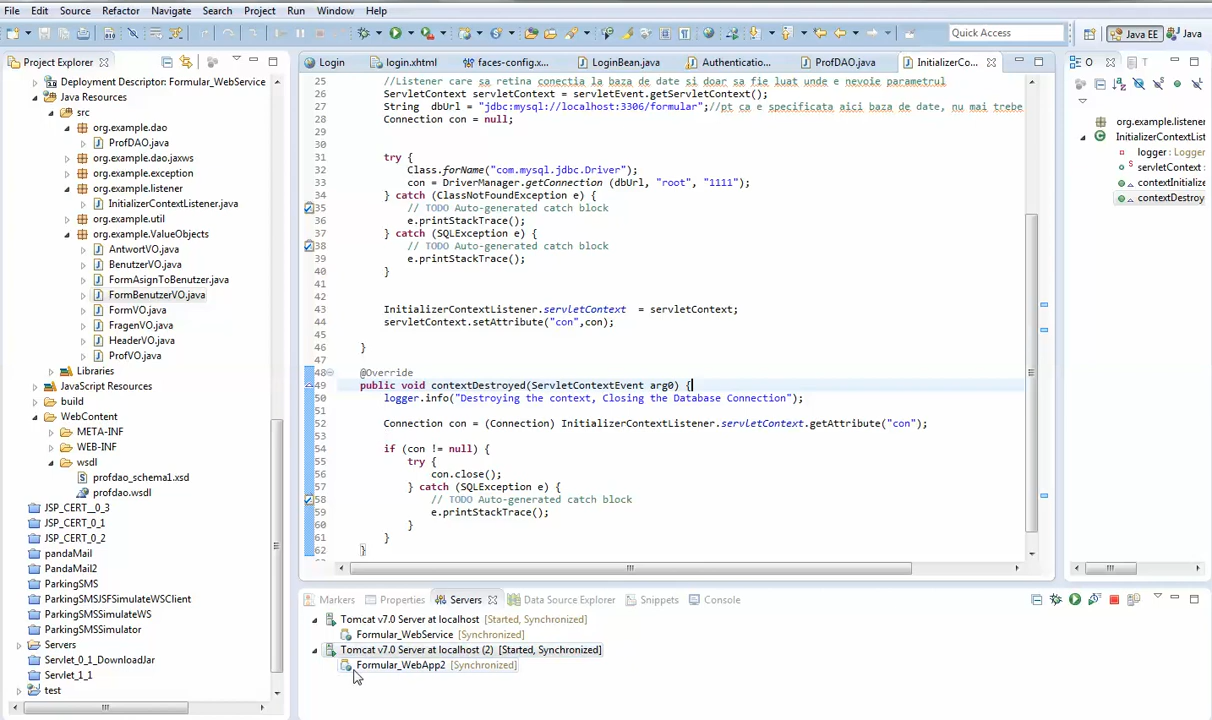 File Edit Source Refactor Navigate Search Project Run Window Help
Quick Access
Java EE
Java
Project Explorer
Deployment Descriptor: Formular_WebService
Java Resources
src
org.example.dao
ProfDAO.java
org.example.dao.jaxws
org.example.exception
org.example.listener
InitializerContextListener.java
org.example.util
org.example.ValueObjects
AntwortVO.java
BenutzerVO.java
FormAsignToBenutzer.java
FormBenutzerVO.java
FormVO.java
FragenVO.java
HeaderVO.java
ProfVO.java
Libraries
JavaScript Resources
build
WebContent
META-INF
WEB-INF
wsdl
profdao_schema1.xsd
profdao.wsdl
JSP_CERT__0_3
JSP_CERT_0_1
JSP_CERT_0_2
pandaMail
PandaMail2
ParkingSMS
ParkingSMSJSFSimulateWSClient
ParkingSMSSimulateWS
ParkingSMSSimulator
Servers
Servlet_0_1_DownloadJar
Servlet_1_1
test
Login login.xhtml faces-config.x... LoginBean.java Authenticatio... ProfDAO.java InitializerCo...
25 //Listener care sa retina conectia la baza de date si doar sa fie luat unde e nevoie parametrul
26 ServletContext servletContext = servletEvent.getServletContext();
27 String dbUrl = "jdbc:mysql://localhost:3306/formular";//pt ca e specificata aici baza de date, nu mai trebe
28 Connection con = null;
29
30
31 try {
32 Class.forName("com.mysql.jdbc.Driver");
33 con = DriverManager.getConnection (dbUrl, "root", "1111");
34 } catch (ClassNotFoundException e) {
35 // TODO Auto-generated catch block
36 e.printStackTrace();
37 } catch (SQLException e) {
38 // TODO Auto-generated catch block
39 e.printStackTrace();
40 }
41
42
43 InitializerContextListener.servletContext = servletContext;
44 servletContext.setAttribute("con",con);
45
46 }
47
48 @Override
49 public void contextDestroyed(ServletContextEvent arg0) {
50 logger.info("Destroying the context, Closing the Database Connection");
51
52 Connection con = (Connection) InitializerContextListener.servletContext.getAttribute("con");
53
54 if (con != null) {
55 try {
56 con.close();
57 } catch (SQLException e) {
58 // TODO Auto-generated catch block
59 e.printStackTrace();
60 }
61 }
62 }
O
T
org.example.listene
InitializerContextList
logger : Logger
servletContext :
contextInitialize
contextDestroy
Markers Properties Servers Data Source Explorer Snippets Console
Tomcat v7.0 Server at localhost [Started, Synchronized]
Formular_WebService [Synchronized]
Tomcat v7.0 Server at localhost (2) [Started, Synchronized]
Formular_WebApp2 [Synchronized]